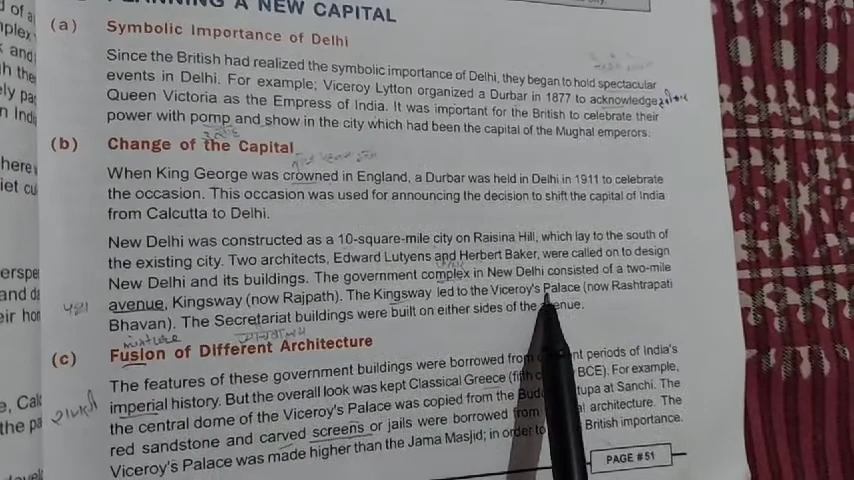 PLANNING A NEW CAPITAL
(a) Symbolic Importance of Delhi
Since the British had realized the symbolic importance of Delhi, they began to hold spectacular
events in Delhi. For example; Viceroy Lytton organized a Durbar in 1877 to acknowledge
Queen Victoria as the Empress of India. It was important for the British to celebrate their
power with pomp and show in the city which had been the capital of the Mughal emperors.
(b) Change of the Capital
When King George was crowned in England, a Durbar was held in Delhi in 1911 to celebrate
the occasion. This occasion was used for announcing the decision to shift the capital of India
from Calcutta to Delhi.
New Delhi was constructed as a 10-square-mile city on Raisina Hill, which lay to the south of
the existing city. Two architects, Edward Lutyens and Herbert Baker, were called on to design
New Delhi and its buildings. The government complex in New Delhi consisted of a two-mile
avenue, Kingsway (now Rajpath). The Kingsway led to the Viceroy's Palace (now Rashtrapati
Bhavan). The Secretariat buildings were built on either sides of the avenue.
mixture
(c) Fusion of Different Architecture
The features of these government buildings were borrowed from periods of India's
imperial history. But the overall look was kept Classical Greece (fifth BCE). For example,
the central dome of the Viceroy's Palace was copied from the at Sanchi. The
red sandstone and carved screens or jails were borrowed from architecture. The
Viceroy's Palace was made higher than the Jama Masjid; in order to British importance.
PAGE #51